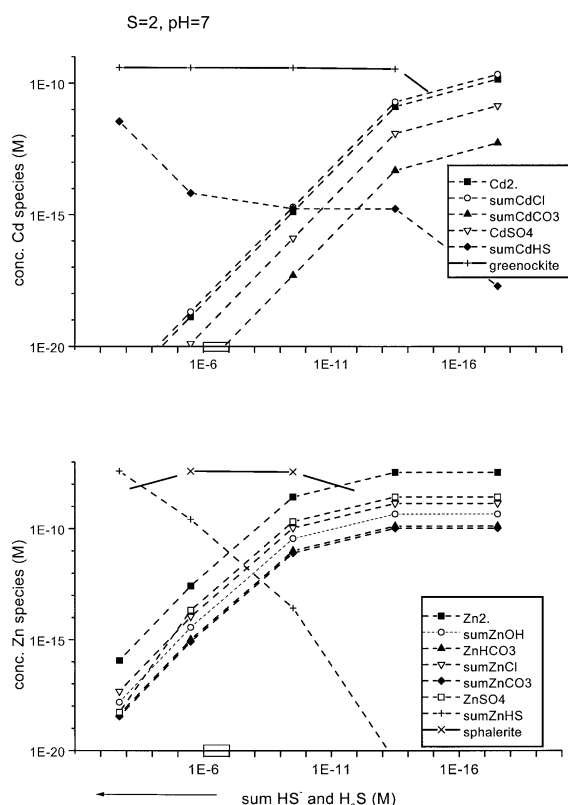 S=2, pH=7
conc. Cd species (M)
1E-10
1E-15
1E-20
1E-6
1E-11
1E-16
Cd2.
sumCdCl
sumCdCO3
CdSO4
sumCdHS
greenockite
conc. Zn species (M)
1E-10
1E-15
1E-20
1E-6
1E-11
1E-16
Zn2.
sumZnOH
ZnHCO3
sumZnCl
sumZnCO3
ZnSO4
sumZnHS
sphalerite
sum HS⁻ and H₂S (M)